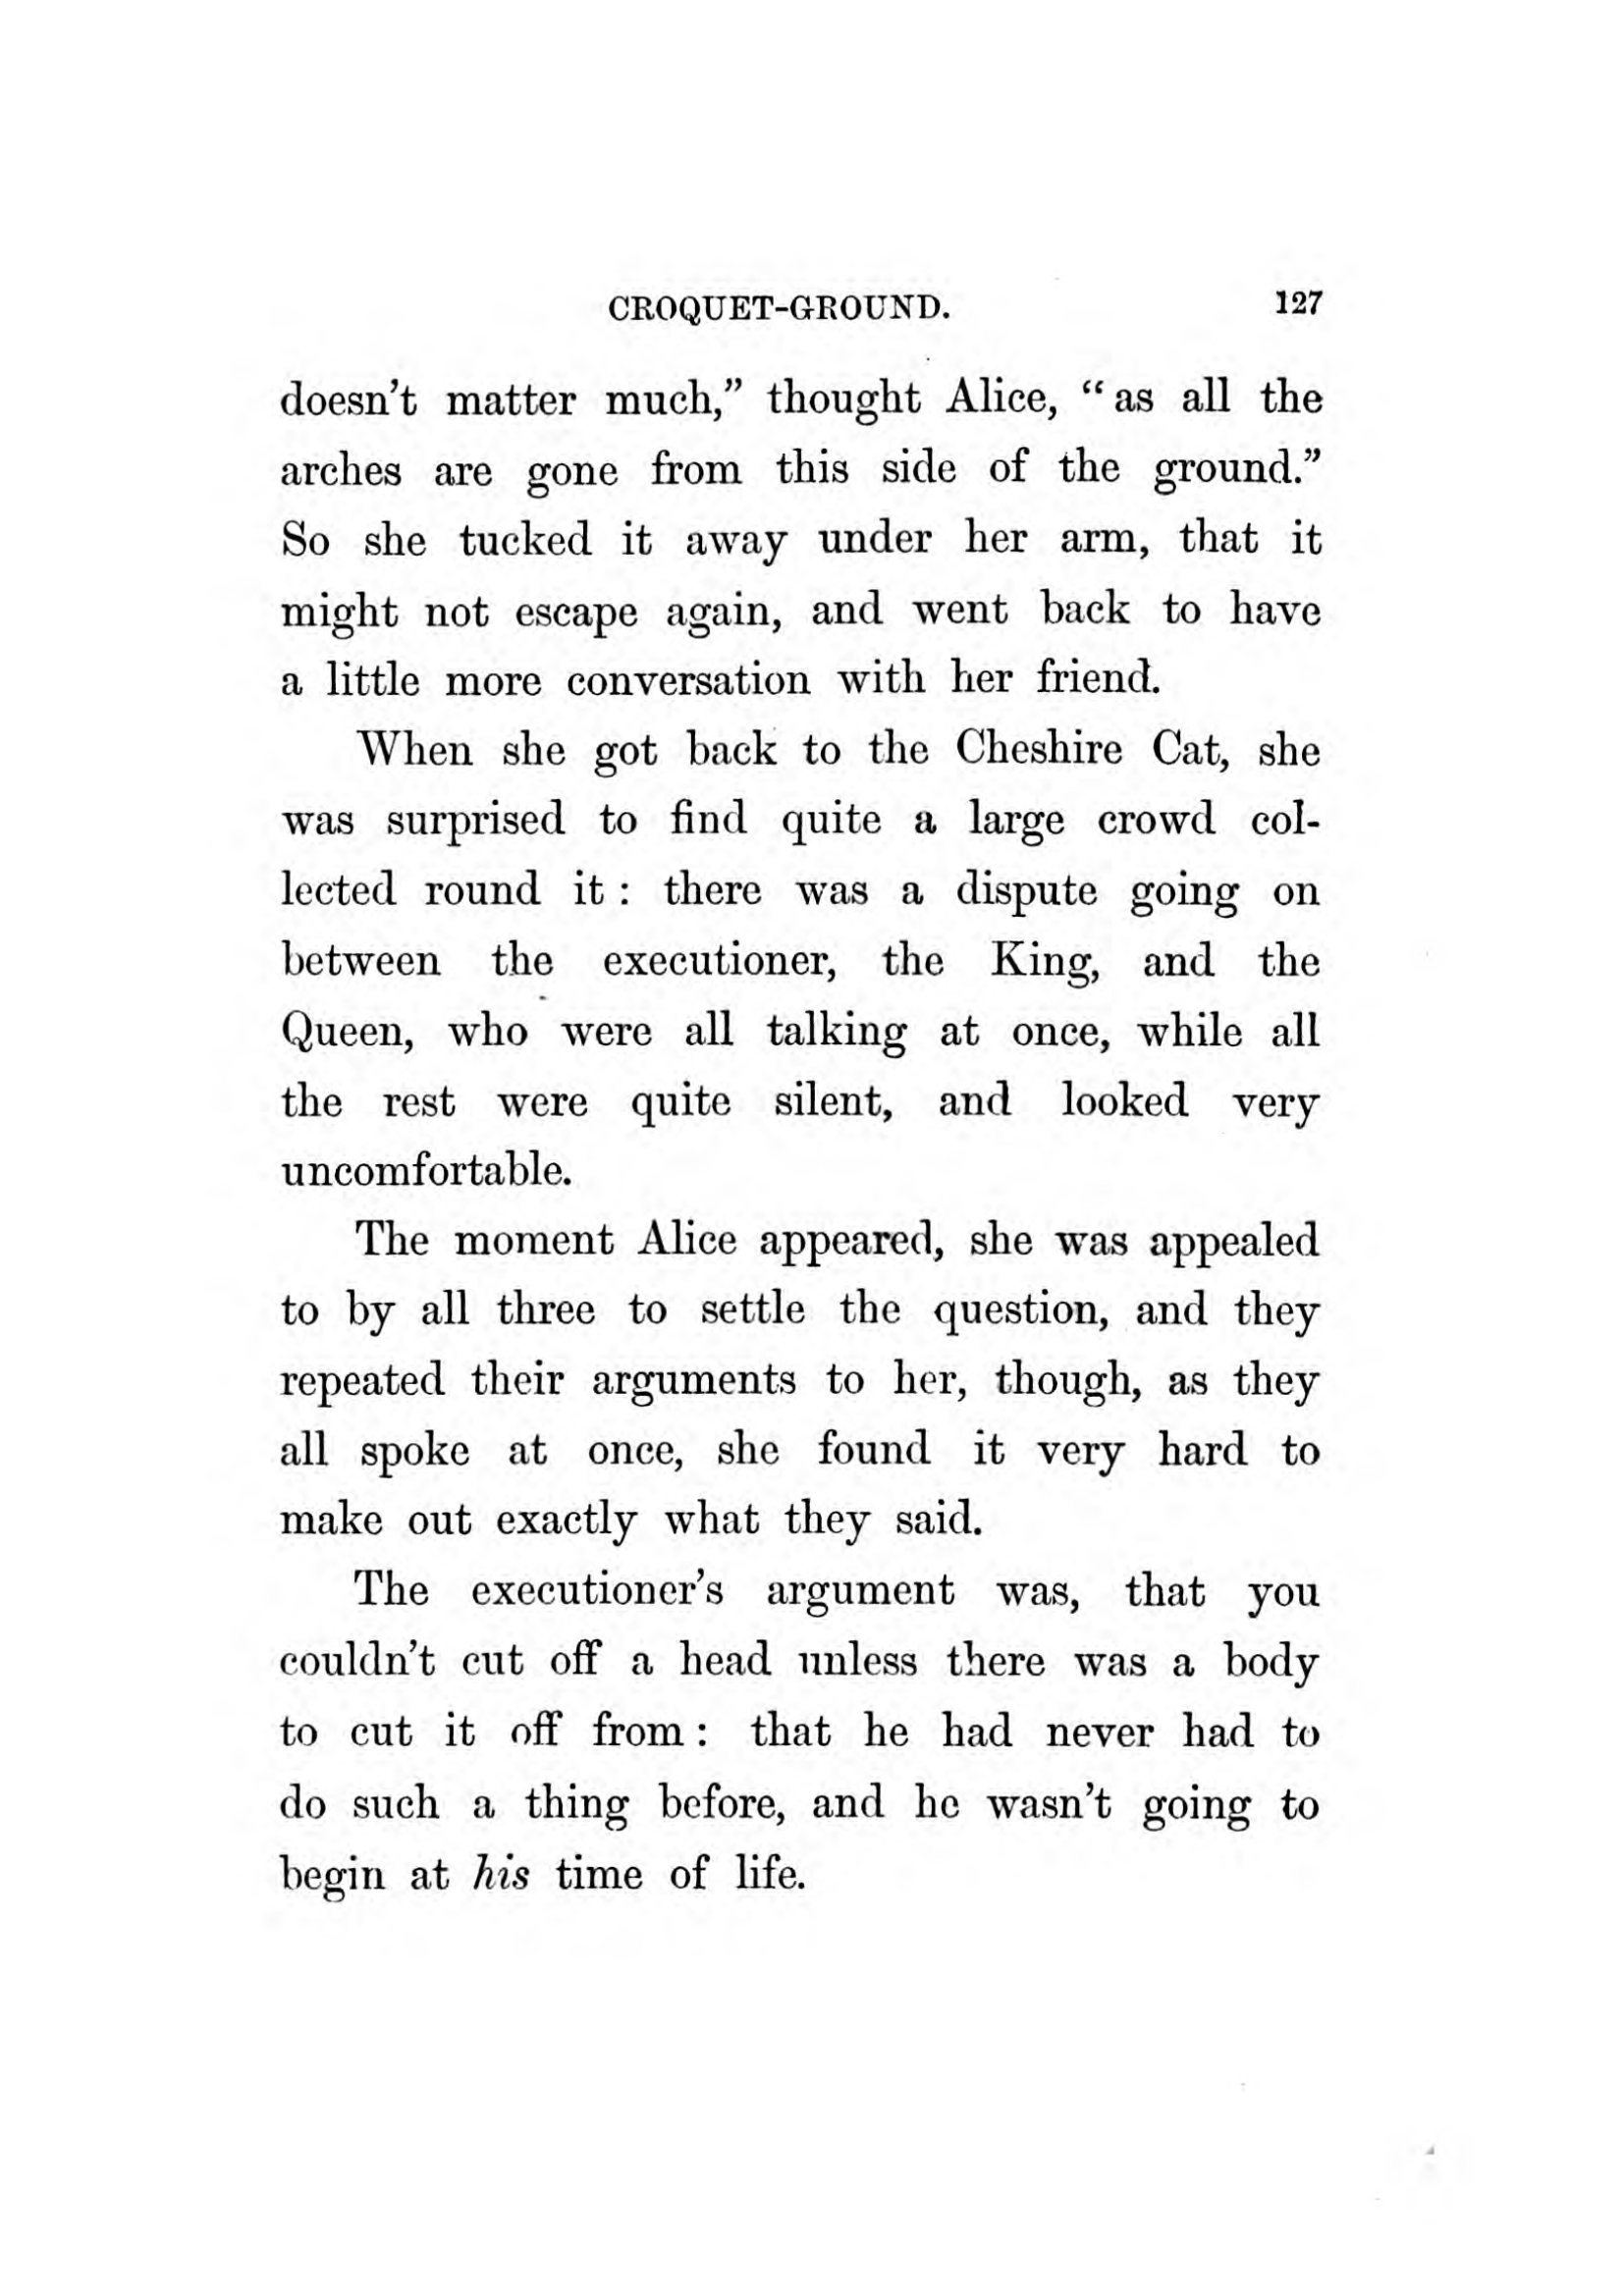 CROQUET-GROUND. 127
doesn't matter much,” thought Alice, “as all the
arches are gone from this side of the ground.”
So she tucked it away under her arm, that it
might not escape again, and went back to have
a little more conversation with her friend.
When she got back to the Cheshire Cat, she
was surprised to find quite a large crowd col-
lected round it : there was a dispute going on
between the executioner, the King, and the
Queen, who were all talking at once, while all
the rest were quite silent, and looked very
uncomfortable.
The moment Alice appeared, she was appealed
to by all three to settle the question, and they
repeated their arguments to her, though, as they
all spoke at once, she found it very hard to
make out exactly what they said.
The executioner's argument was, that you
couldn't cut off a head unless there was a body
to cut it off from : that he had never had to
do such a thing before, and he wasn't going to
begin at his time of life.